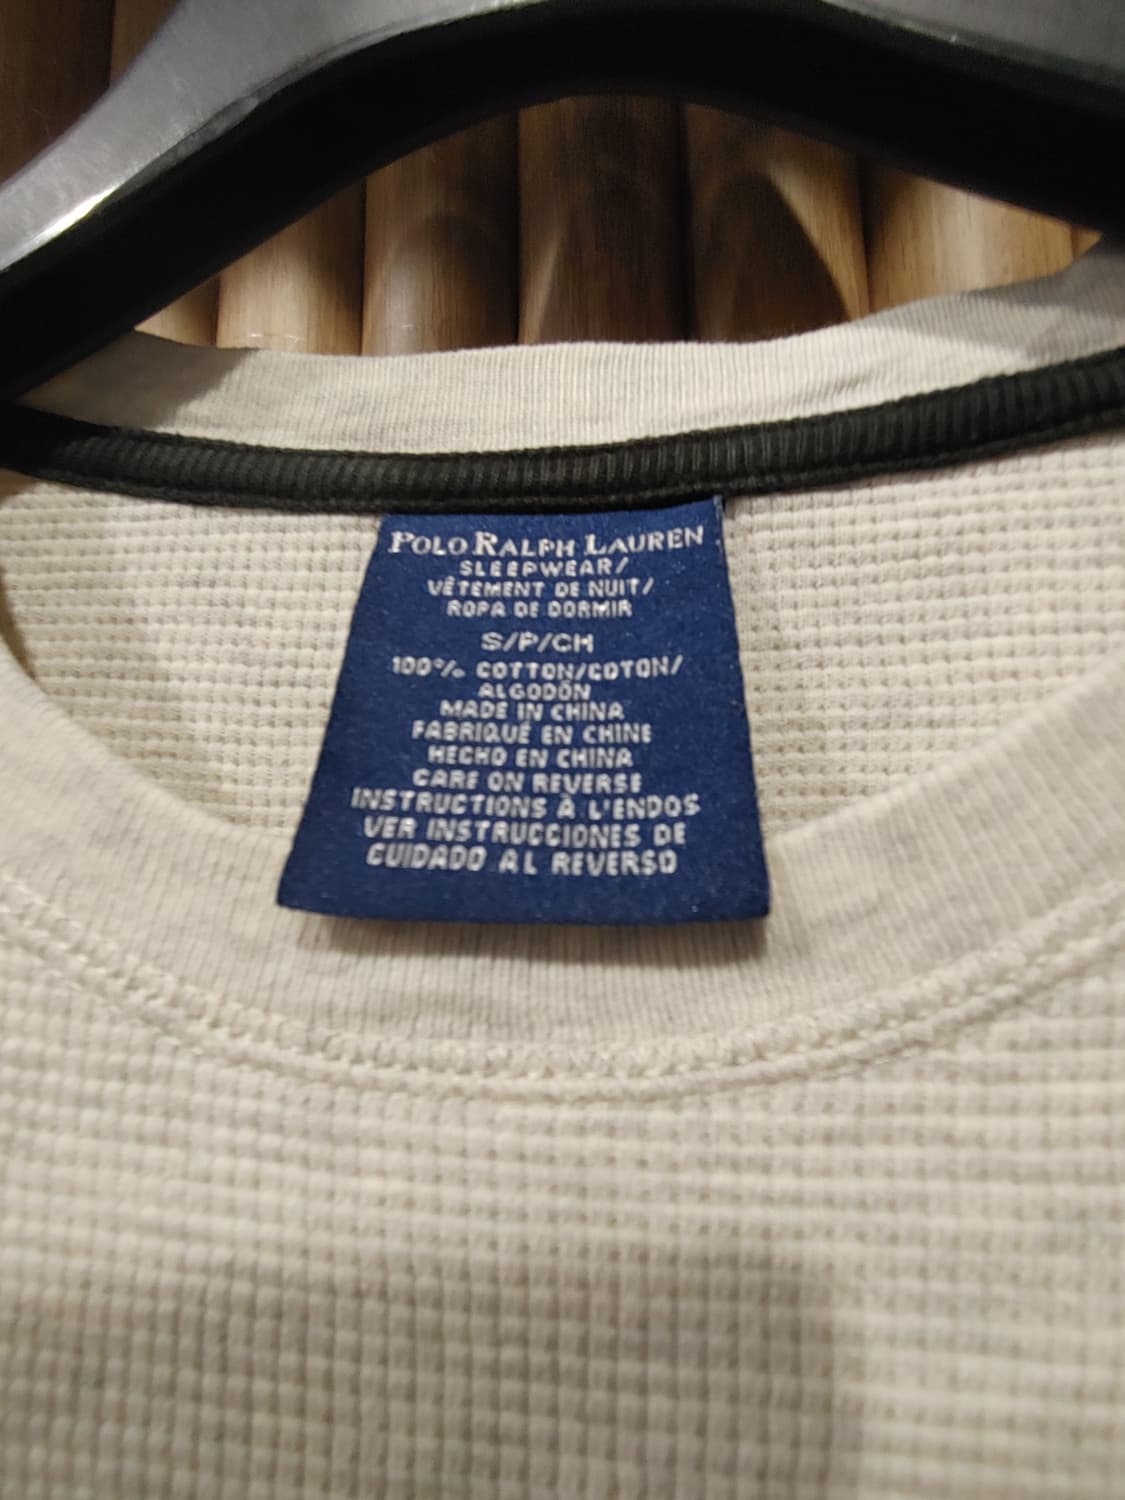 POLO RALPH LAUREN
SLEEPWEAR/
VÊTEMENT DE NUIT/
ROPA DE DORMIR
S/P/CH
100% COTTON/COTON/
ALGODÓN
MADE IN CHINA
FABRIQUÉ EN CHINE
HECHO EN CHINA
CARE ON REVERSE
INSTRUCTIONS À L'ENDOS
VER INSTRUCCIONES DE
CUIDADO AL REVERSO